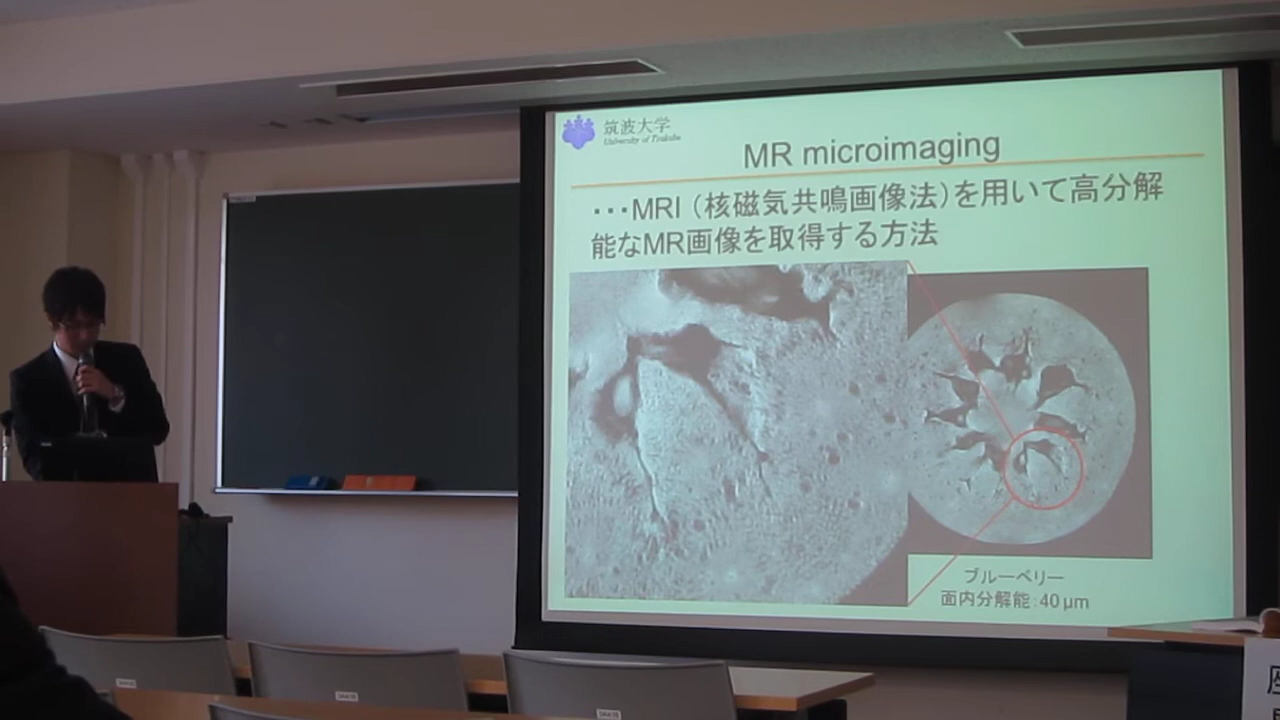 筑波大学
University of Tsukuba
MR microimaging
・・・MRI（核磁気共鳴画像法）を用いて高分解
能なMR画像を取得する方法
ブルーベリー
面内分解能：40 μm